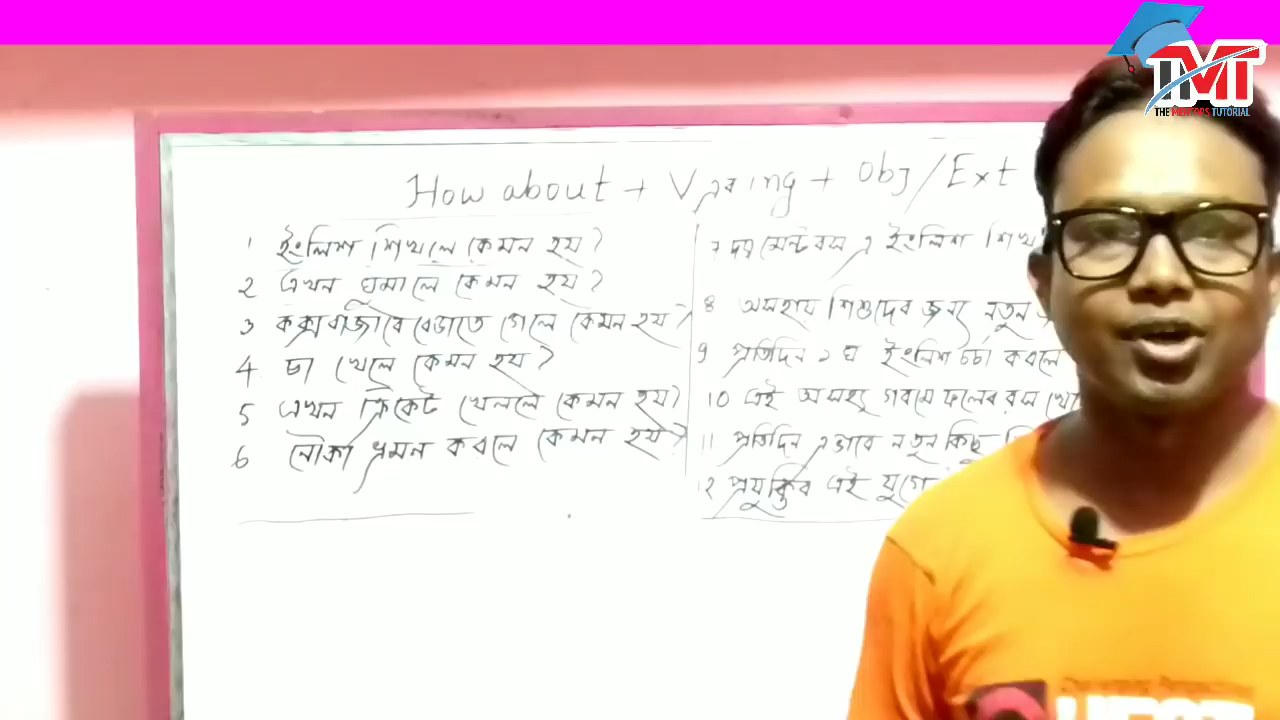 TMT
THE MENTORS TUTORIAL
How about + V এর ing + Obj/Ext
1 ইংলিশ শিখলে কেমন হয়?
2 এখন ঘুমালে কেমন হয়?
3 কক্সবাজারে বেড়াতে গেলে কেমন হয়?
4 চা খেলে কেমন হয়?
5 এখন ক্রিকেট খেললে কেমন হয়?
6 নৌকা ভ্রমন করলে কেমন হয়?
7 দ্য মেন্টরস এ ইংলিশ শিখ
8 অসহায় শিশুদের জন্য নতুন
9 প্রতিদিন ১ ঘ ইংলিশ চর্চা করলে
10 এই অসহ্য গরমে ফলের রস
11 প্রতিদিন এভাবে নতুন কিছু
১২ প্রযুক্তির এই যুগে